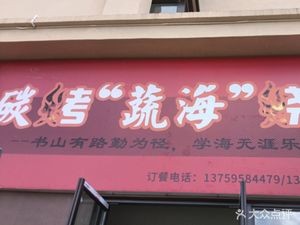 碳烤“蔬海”
--书山有路勤为径，学海无涯乐
订餐电话：13759584479/13
大众点评